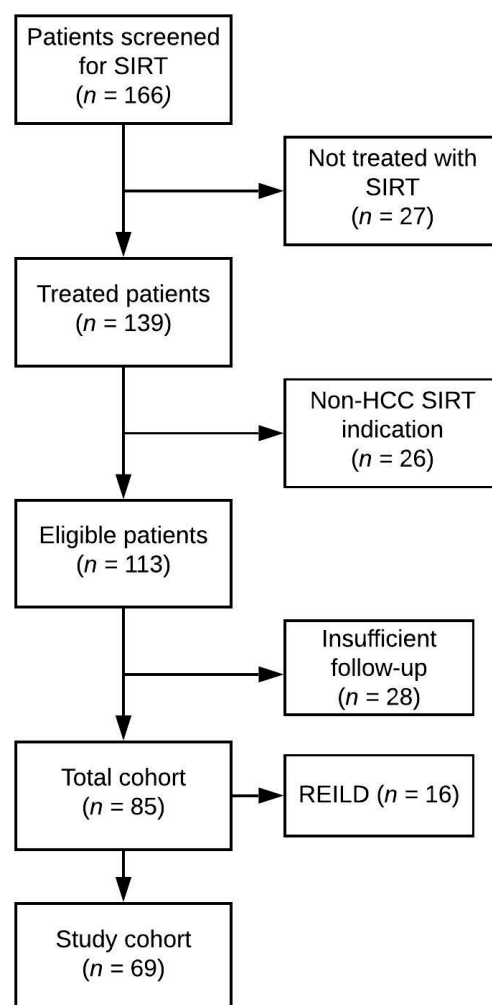 Patients screened
for SIRT
(n = 166)
Not treated with
SIRT
(n = 27)
Treated patients
(n = 139)
Non-HCC SIRT
indication
(n = 26)
Eligible patients
(n = 113)
Insufficient
follow-up
(n = 28)
Total cohort
(n = 85)
REILD (n = 16)
Study cohort
(n = 69)